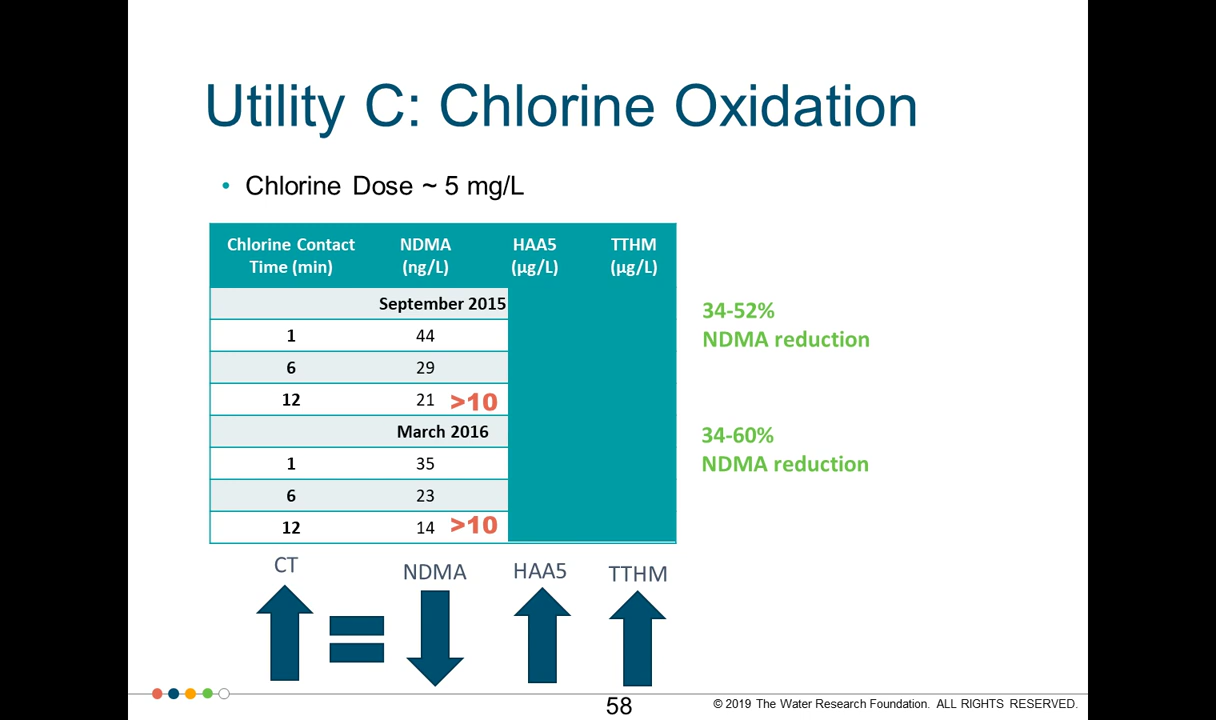 Utility C: Chlorine Oxidation
• Chlorine Dose ~ 5 mg/L
Chlorine Contact Time (min) NDMA (ng/L) HAA5 (µg/L) TTHM (µg/L)
September 2015
1 44
6 29
12 21 >10
March 2016
1 35
6 23
12 14 >10
34-52%
NDMA reduction
34-60%
NDMA reduction
CT NDMA HAA5 TTHM
58
© 2019 The Water Research Foundation. ALL RIGHTS RESERVED.